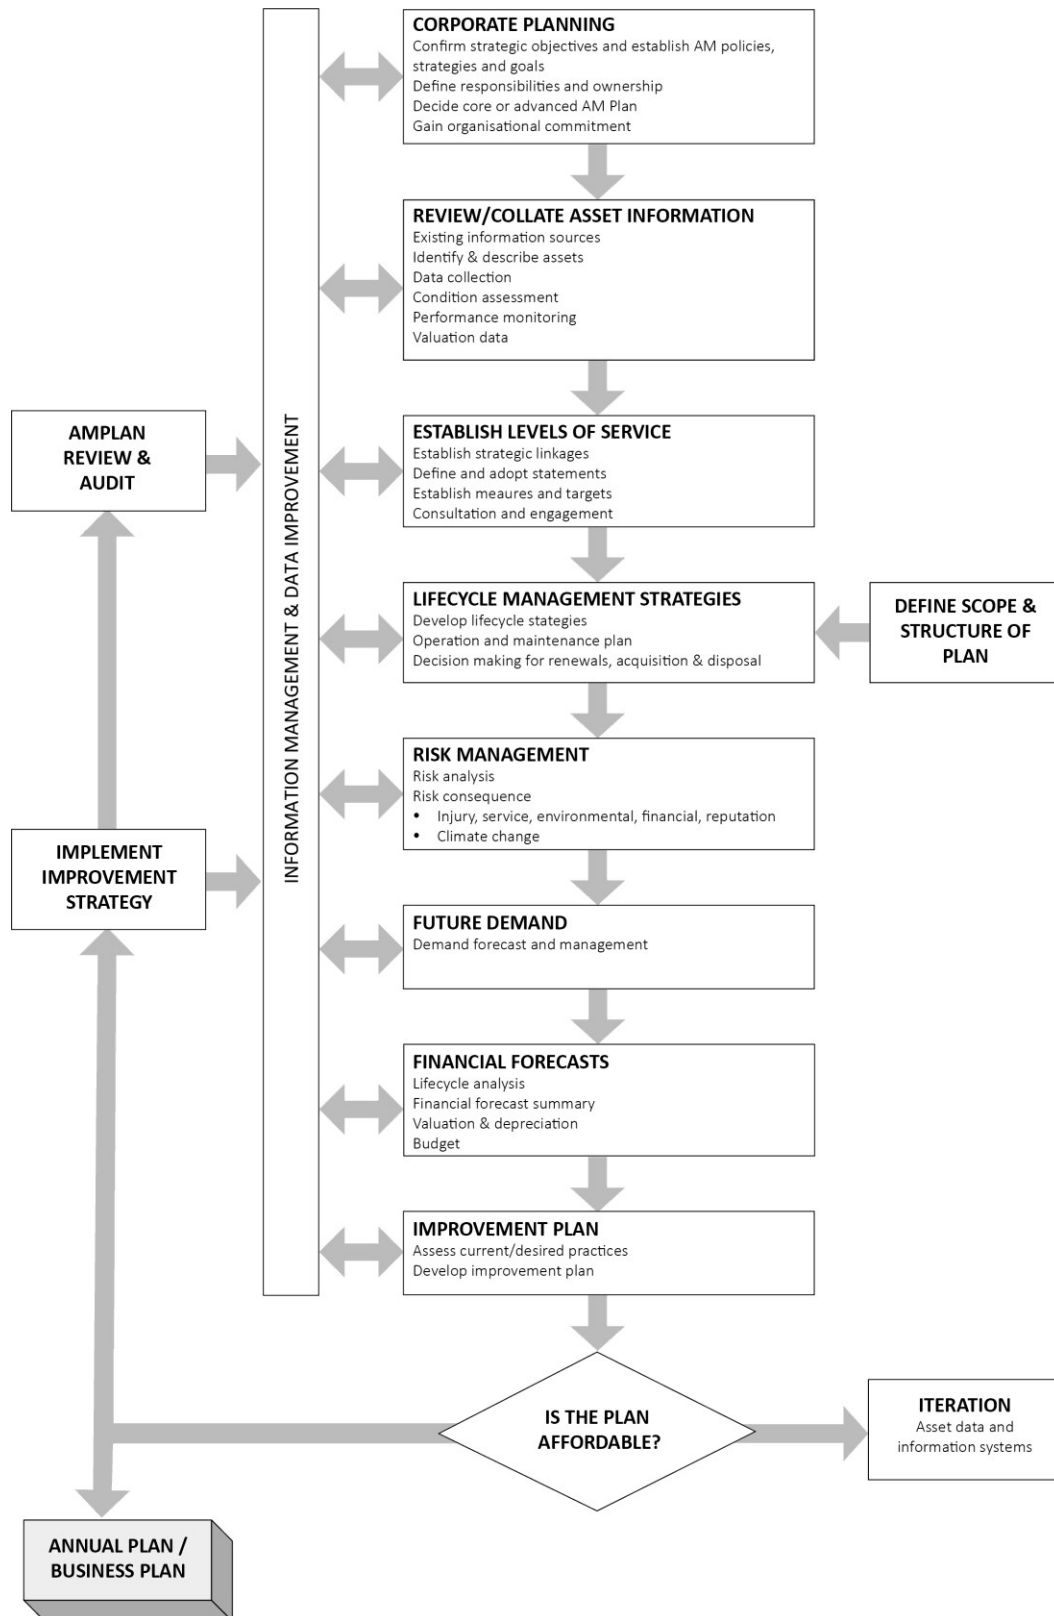 CORPORATE PLANNING
Confirm strategic objectives and establish AM policies,
strategies and goals
Define responsibilities and ownership
Decide core or advanced AM Plan
Gain organisational commitment
REVIEW/COLLATE ASSET INFORMATION
Existing information sources
Identify & describe assets
Data collection
Condition assessment
Performance monitoring
Valuation data
AMPLAN
REVIEW &
AUDIT
INFORMATION MANAGEMENT & DATA IMPROVEMENT
ESTABLISH LEVELS OF SERVICE
Establish strategic linkages
Define and adopt statements
Establish measures and targets
Consultation and engagement
LIFECYCLE MANAGEMENT STRATEGIES
Develop lifecycle stategies
Operation and maintenance plan
Decision making for renewals, acquisition & disposal
DEFINE SCOPE &
STRUCTURE OF
PLAN
RISK MANAGEMENT
Risk analysis
Risk consequence
• Injury, service, environmental, financial, reputation
• Climate change
IMPLEMENT
IMPROVEMENT
STRATEGY
FUTURE DEMAND
Demand forecast and management
FINANCIAL FORECASTS
Lifecycle analysis
Financial forecast summary
Valuation & depreciation
Budget
IMPROVEMENT PLAN
Assess current/desired practices
Develop improvement plan
IS THE PLAN
AFFORDABLE?
ITERATION
Asset data and
information systems
ANNUAL PLAN /
BUSINESS PLAN